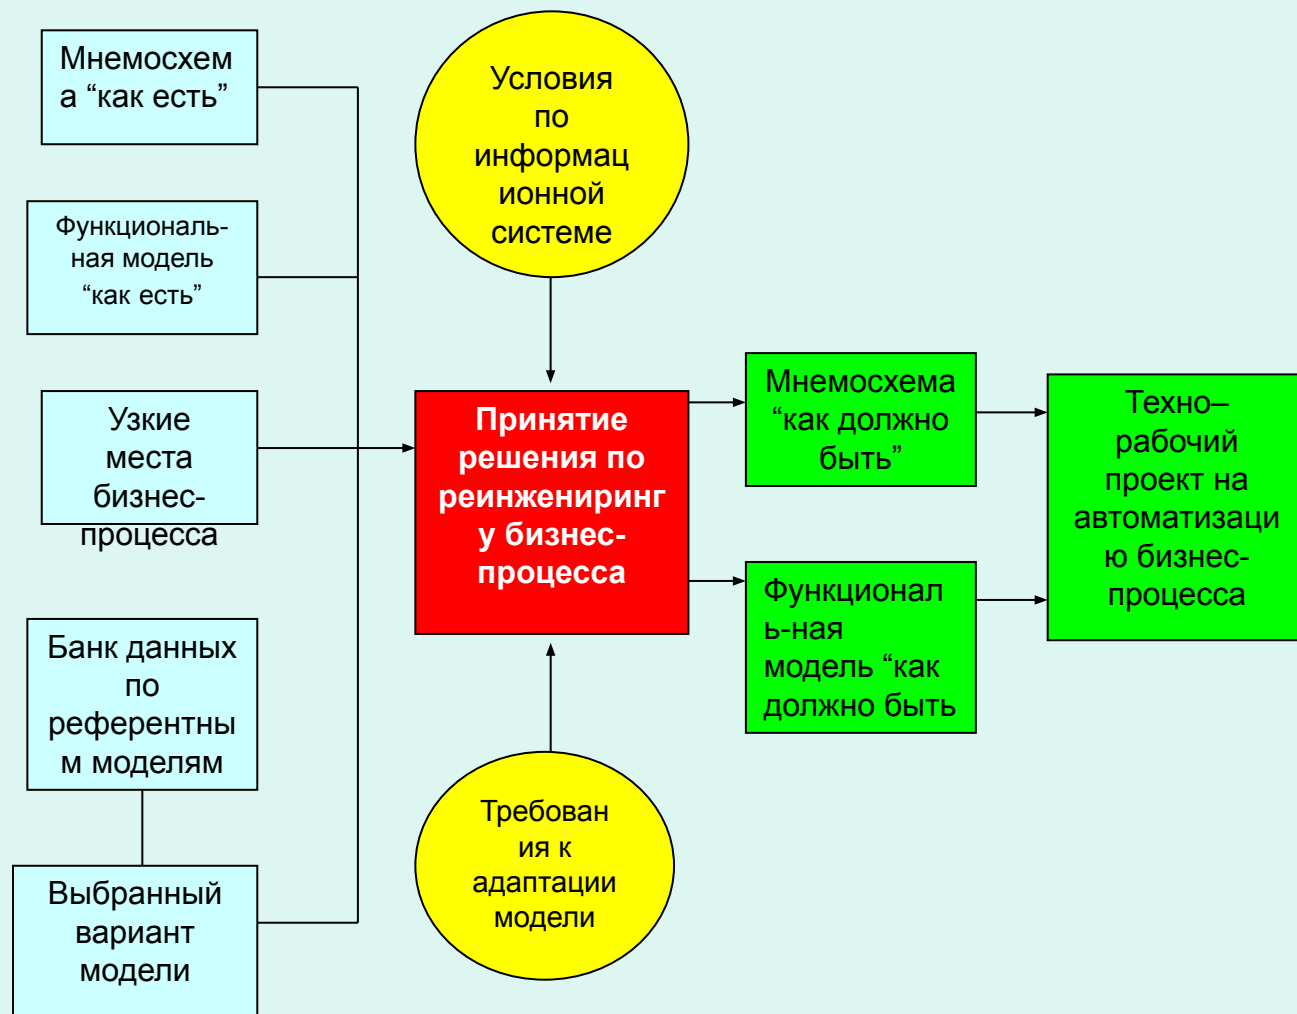 Мнемосхем
а “как есть”
Функциональ-
ная модель
“как есть”
Узкие
места
бизнес-
процесса
Банк данных
по
референтны
м моделям
Выбранный
вариант
модели
Условия
по
информац
ионной
системе
Принятие
решения по
реинжениринг
у бизнес-
процесса
Требован
ия к
адаптации
модели
Мнемосхема
“как должно
быть”
Функционал
ь-ная
модель “как
должно быть
Техно–
рабочий
проект на
автоматизаци
ю бизнес-
процесса